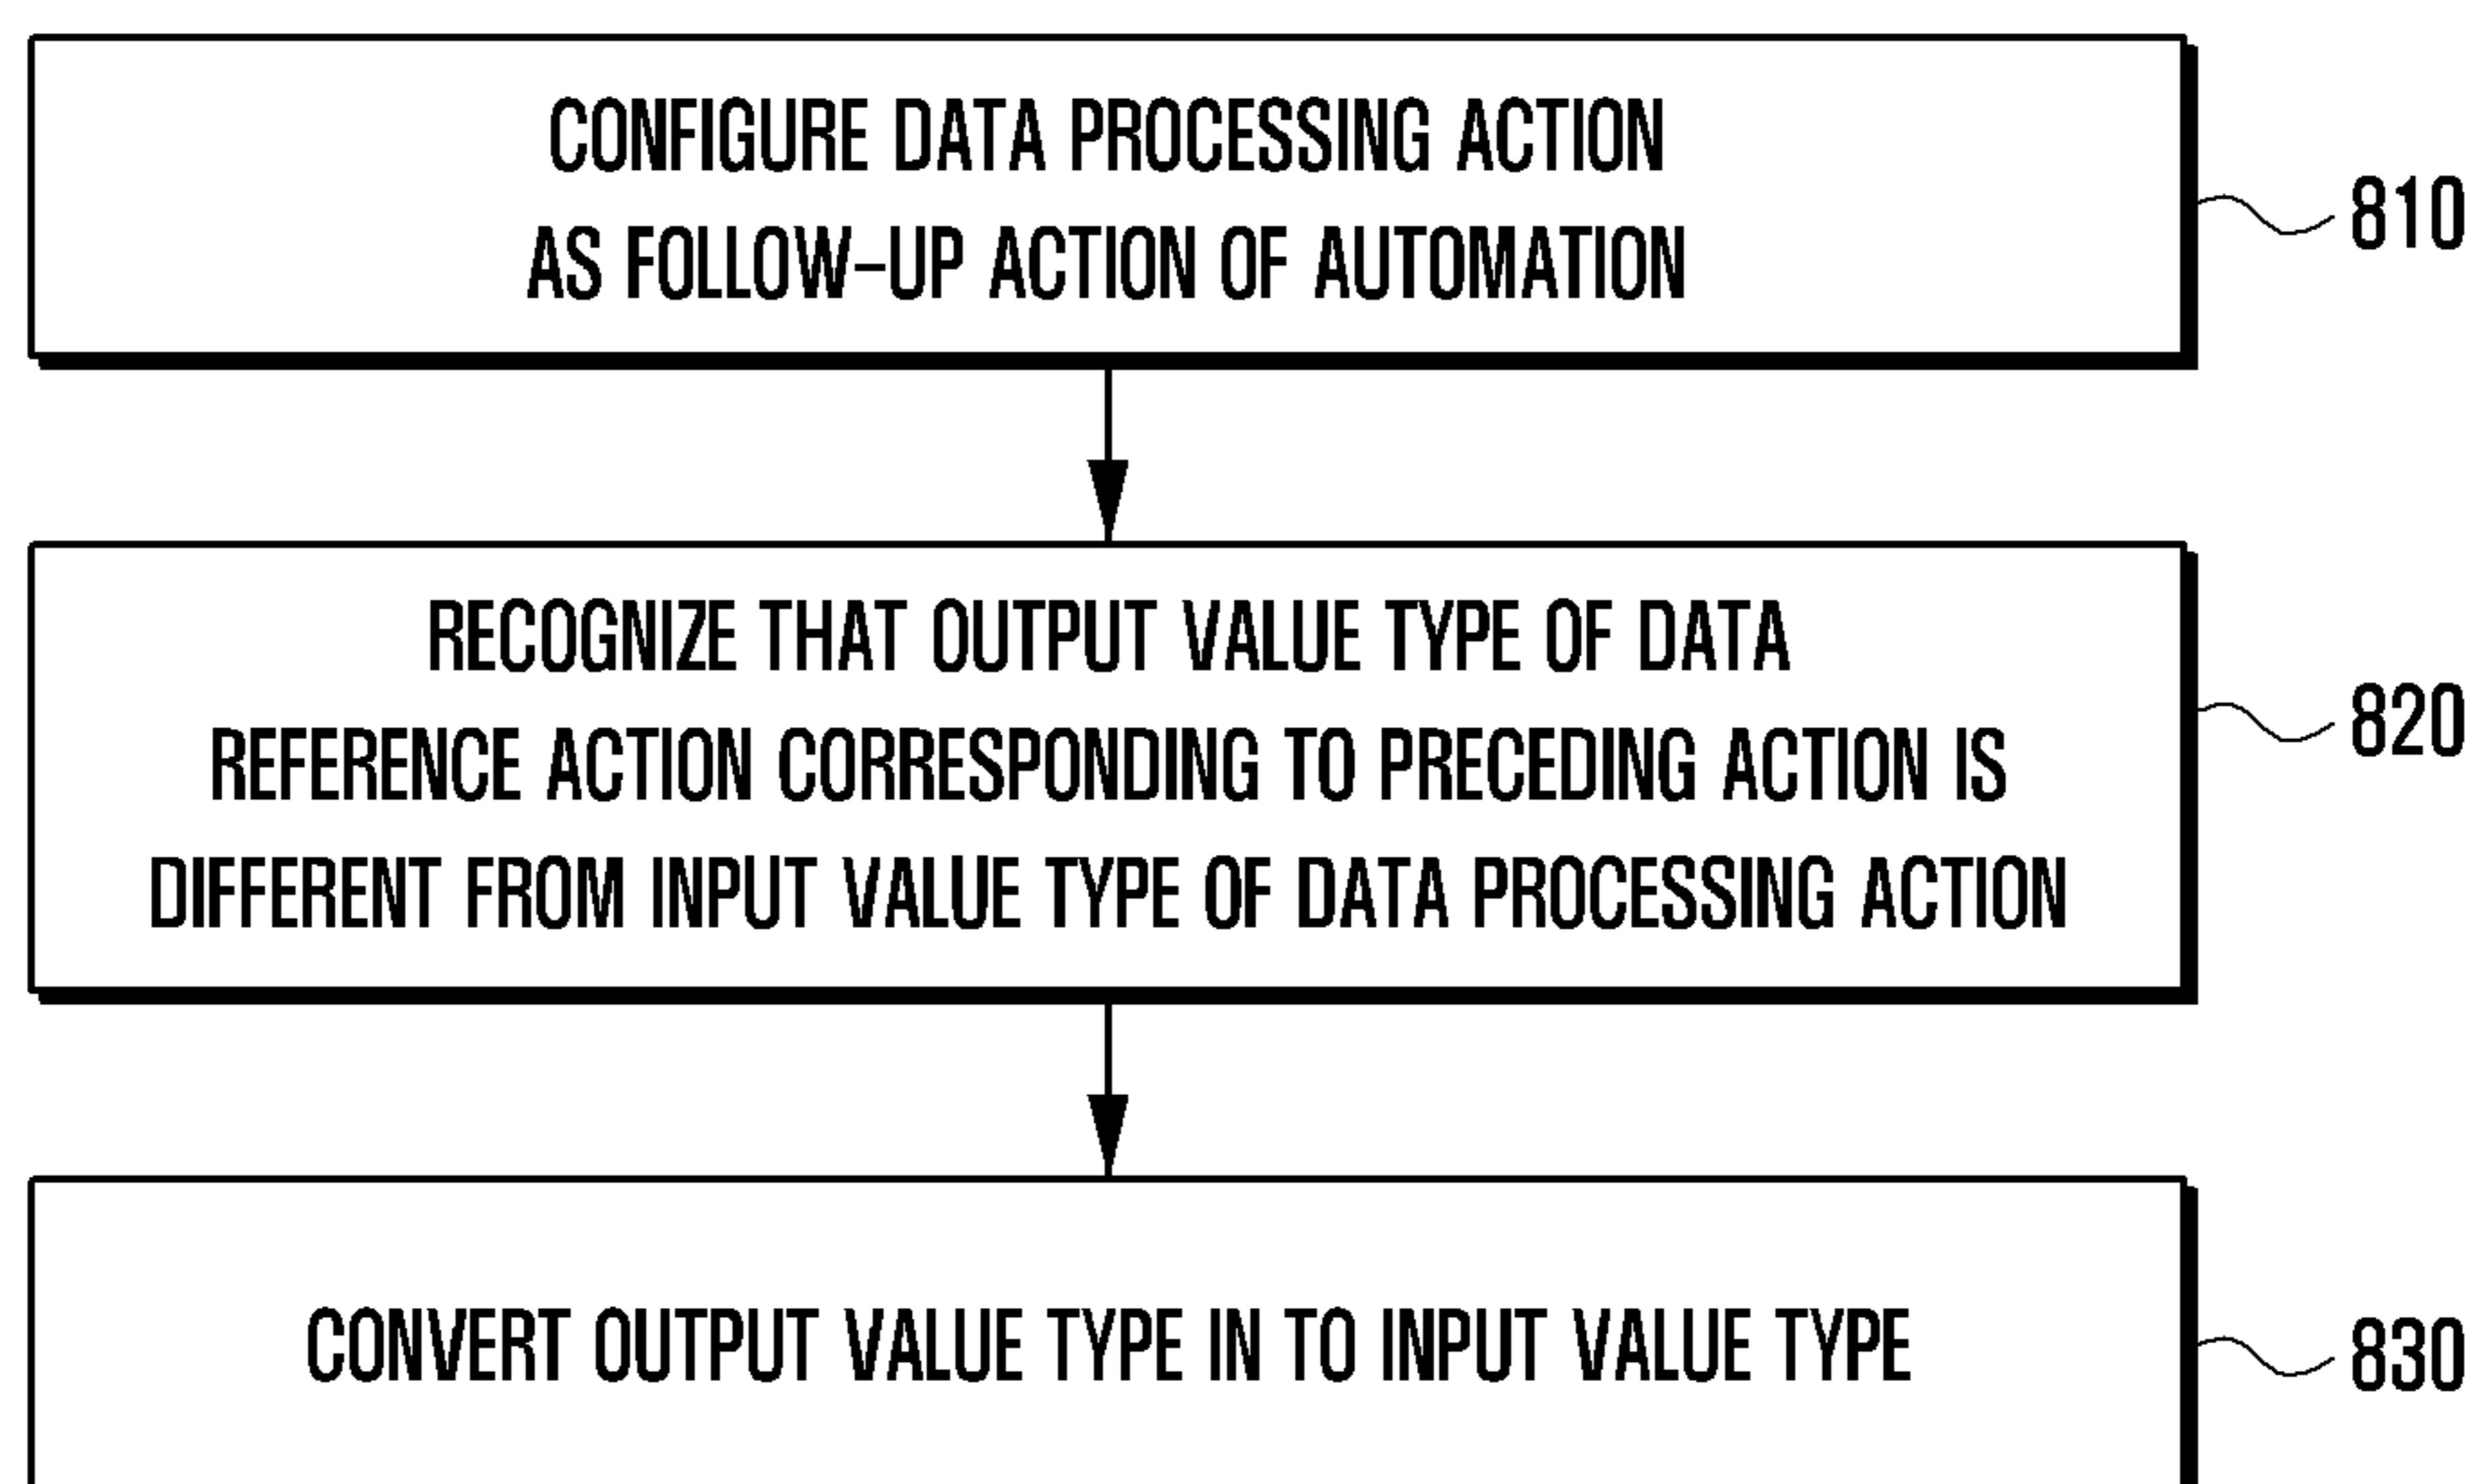 CONFIGURE DATA PROCESSING ACTION
AS FOLLOW-UP ACTION OF AUTOMATION
810
RECOGNIZE THAT OUTPUT VALUE TYPE OF DATA
REFERENCE ACTION CORRESPONDING TO PRECEDING ACTION IS
DIFFERENT FROM INPUT VALUE TYPE OF DATA PROCESSING ACTION
820
CONVERT OUTPUT VALUE TYPE IN TO INPUT VALUE TYPE
830